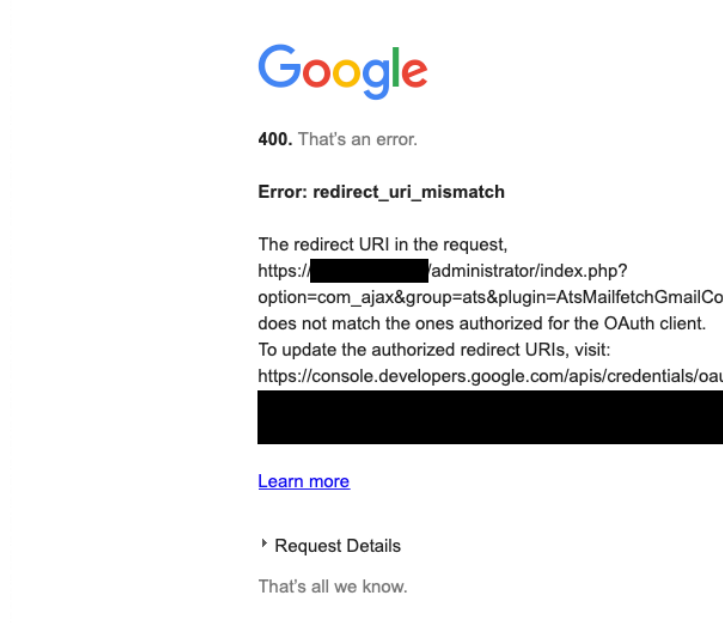 Google
400. That's an error.
Error: redirect_uri_mismatch
The redirect URI in the request,
https:// /administrator/index.php?
option=com_ajax&group=ats&plugin=AtsMailfetchGmailCo
does not match the ones authorized for the OAuth client.
To update the authorized redirect URIs, visit:
https://console.developers.google.com/apis/credentials/oau
Learn more
Request Details
That's all we know.